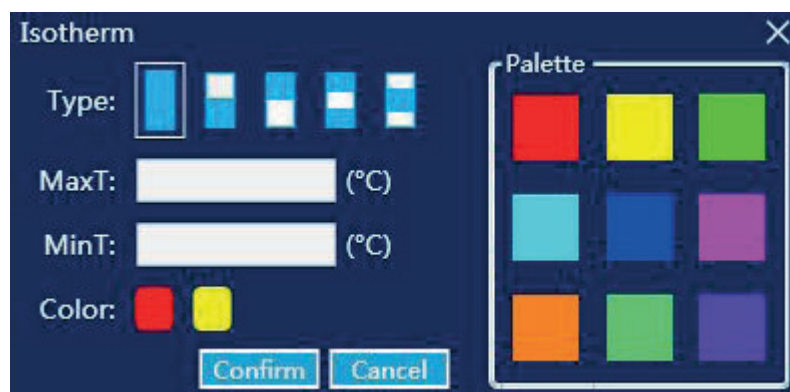 Isotherm
Type:
MaxT: (°C)
MinT: (°C)
Color:
Confirm Cancel
Palette